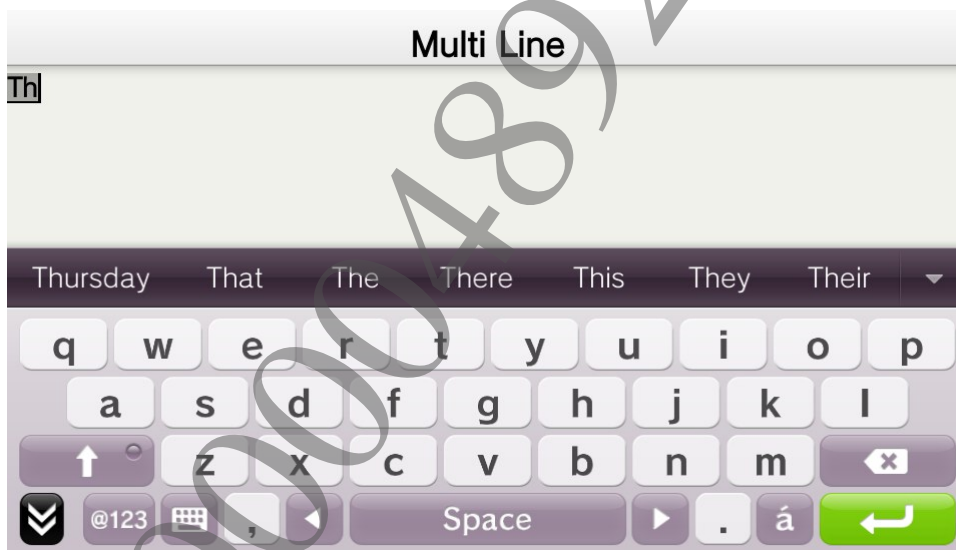 Multi Line
Th
Thursday That The There This They Their
q w e r t y u i o p
a s d f g h j k l
z x c v b n m
@123 , Space . á